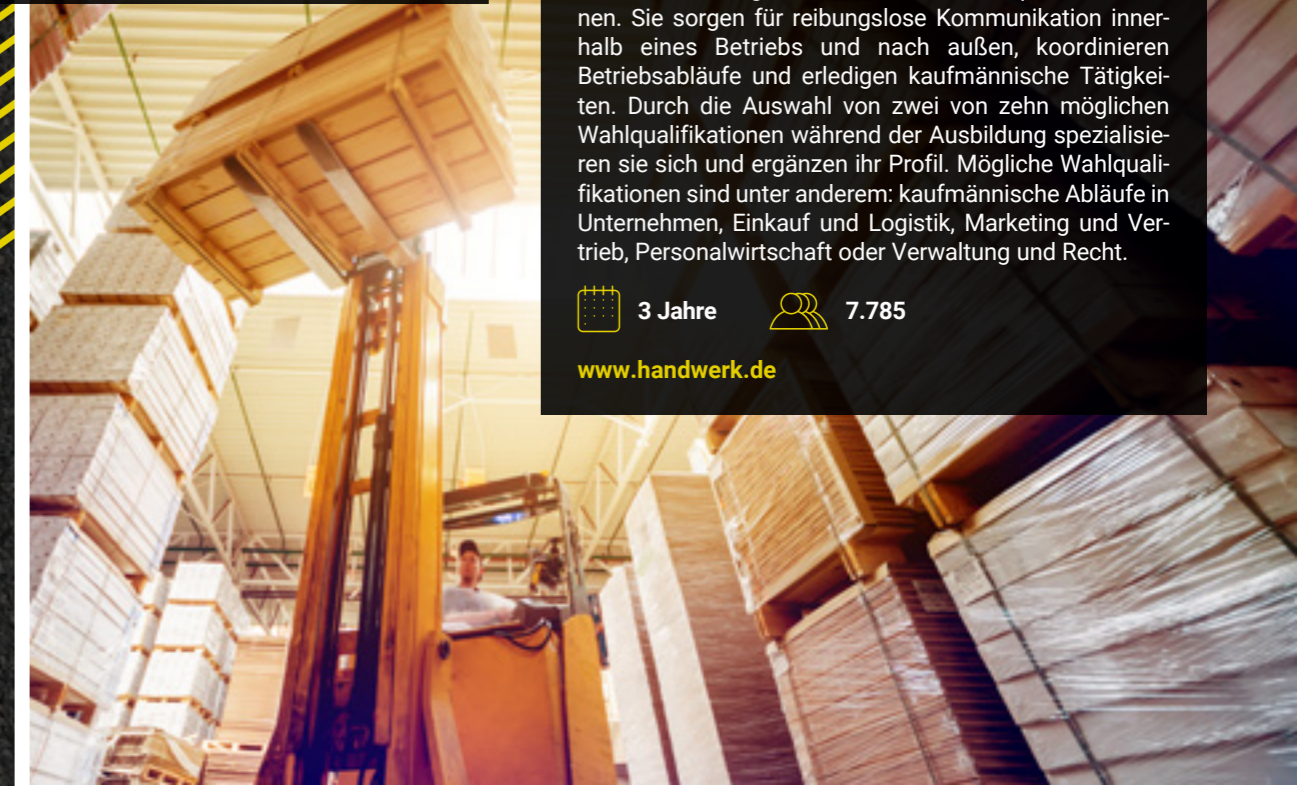 nen. Sie sorgen für reibungslose Kommunikation inner-
halb eines Betriebs und nach außen, koordinieren
Betriebsabläufe und erledigen kaufmännische Tätigkei-
ten. Durch die Auswahl von zwei von zehn möglichen
Wahlqualifikationen während der Ausbildung spezialisie-
ren sie sich und ergänzen ihr Profil. Mögliche Wahlquali-
fikationen sind unter anderem: kaufmännische Abläufe in
Unternehmen, Einkauf und Logistik, Marketing und Ver-
trieb, Personalwirtschaft oder Verwaltung und Recht.
3 Jahre 7.785
www.handwerk.de